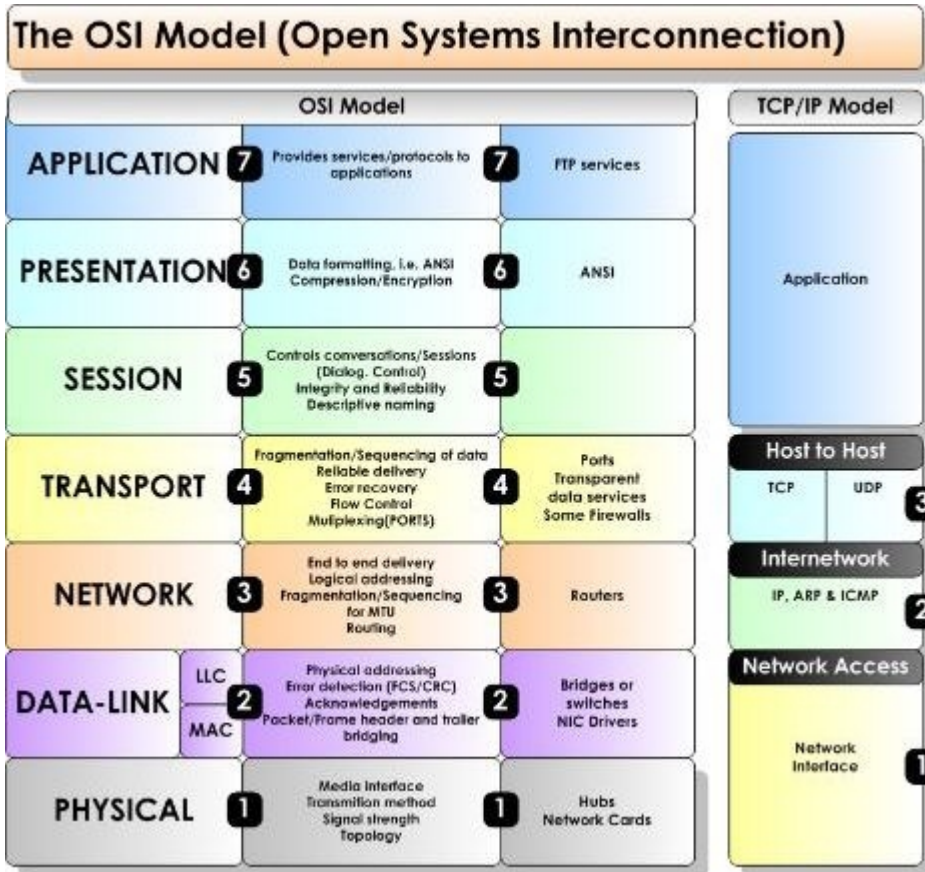 The OSI Model (Open Systems Interconnection)
OSI Model
APPLICATION
7
Provides services/protocols to
applications
7
FTP services
PRESENTATION
6
Data formatting, i.e. ANSI
Compression/Encryption
6
ANSI
SESSION
5
Controls conversations/Sessions
(Dialog. Control)
Integrity and Reliability
Descriptive naming
5
TRANSPORT
4
Fragmentation/Sequencing of data
Reliable delivery
Error recovery
Flow Control
Muliplexing(PORTS)
4
Ports
Transparent
data services
Some Firewalls
NETWORK
3
End to end delivery
Logical addressing
Fragmentation/Sequencing
for MTU
Routing
3
Routers
DATA-LINK
LLC
MAC
2
Physical addressing
Error detection (FCS/CRC)
Acknowledgements
Packet/Frame header and trailer
bridging
2
Bridges or
switches
NIC Drivers
PHYSICAL
1
Media Interface
Transmition method
Signal strength
Topology
1
Hubs
Network Cards
TCP/IP Model
Application
Host to Host
TCP
UDP
3
Internetwork
IP, ARP & ICMP
2
Network Access
Network
Interface
1